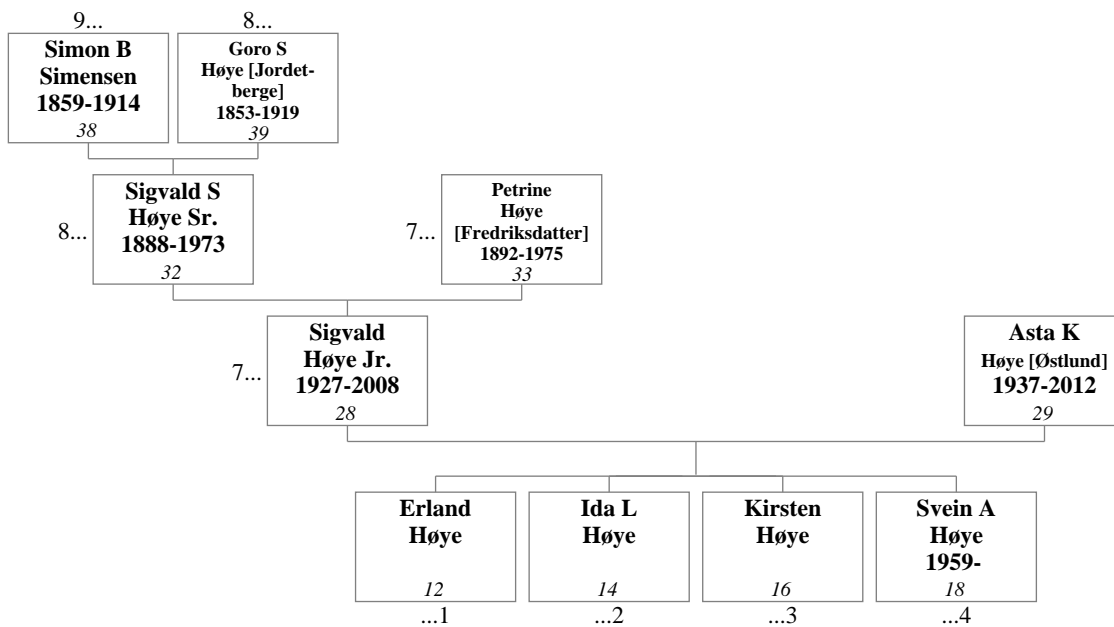 9...
Simon B
Simensen
1859-1914
38
8...
Goro S
Høye [Jordet-
berge]
1853-1919
39
8...
Sigvald S
Høye Sr.
1888-1973
32
7...
Petrine
Høye
[Fredriksdatter]
1892-1975
33
7...
Sigvald
Høye Jr.
1927-2008
28
Asta K
Høye [Østlund]
1937-2012
29
Erland
Høye
12
...1
Ida L
Høye
14
...2
Kirsten
Høye
16
...3
Svein A
Høye
1959-
18
...4